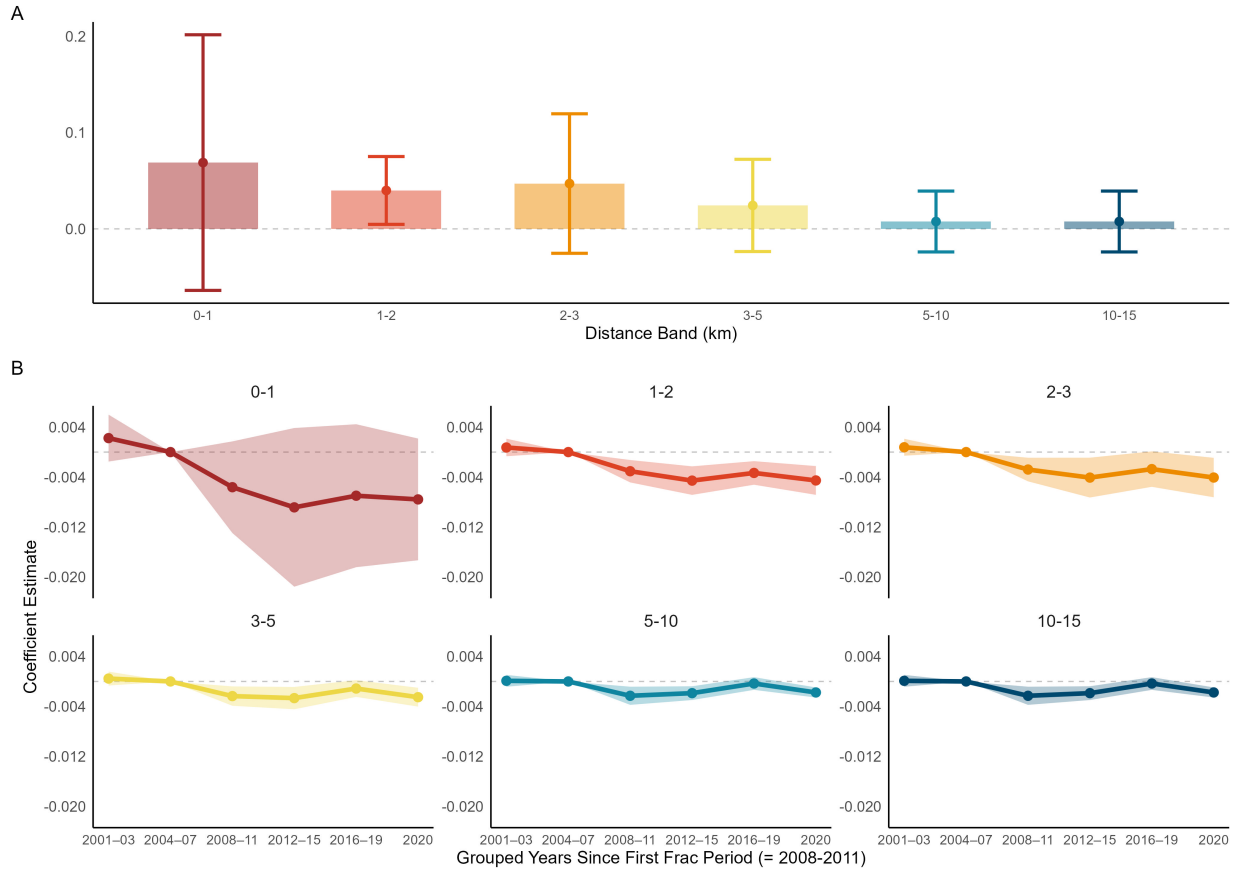 A
0.2
0.1
0.0
0-1 1-2 2-3 3-5 5-10 10-15
Distance Band (km)
B
Coefficient Estimate
0-1 1-2 2-3
0.004 0.004 0.004
-0.004 -0.004 -0.004
-0.012 -0.012 -0.012
-0.020 -0.020 -0.020
3-5 5-10 10-15
0.004 0.004 0.004
-0.004 -0.004 -0.004
-0.012 -0.012 -0.012
-0.020 -0.020 -0.020
2001–03 2004–07 2008–11 2012–15 2016–19 2020 2001–03 2004–07 2008–11 2012–15 2016–19 2020 2001–03 2004–07 2008–11 2012–15 2016–19 2020
Grouped Years Since First Frac Period (= 2008-2011)